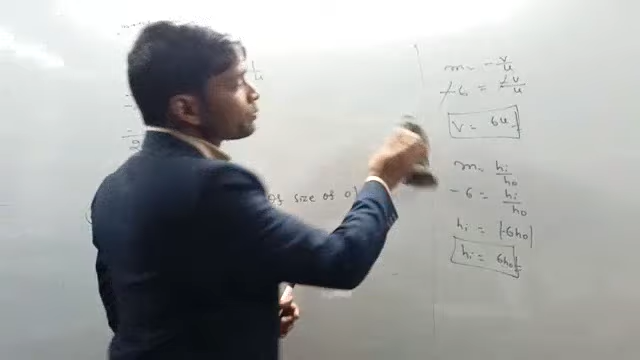 of size of o
m = -v/u
-6 = -v/u
V = 6u
m = hi/ho
-6 = hi/ho
hi = |-6ho|
hi = 6ho